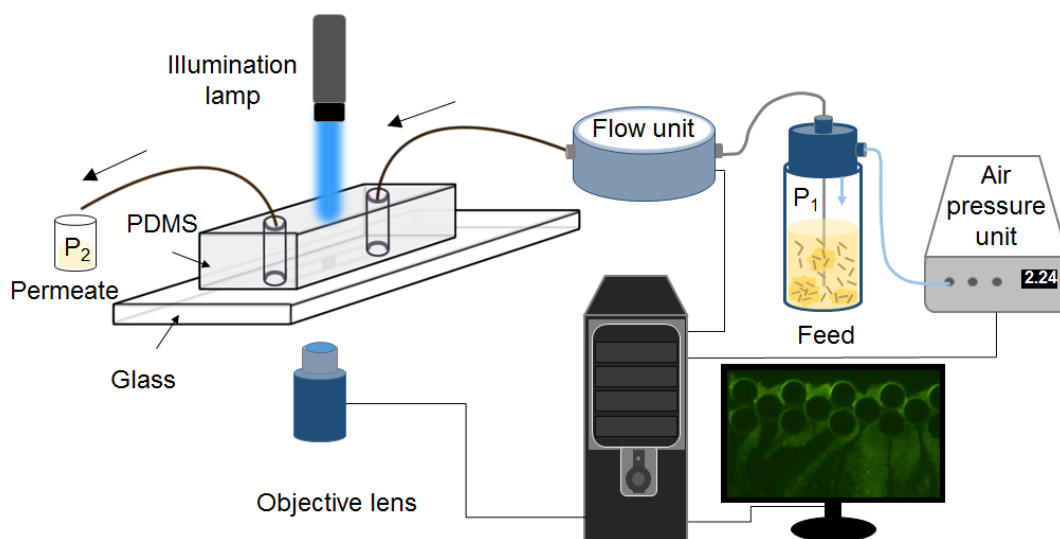 Illumination
lamp
Flow unit
Air
pressure
unit
P1
PDMS
P2
2.24
Permeate
Feed
Glass
Objective lens